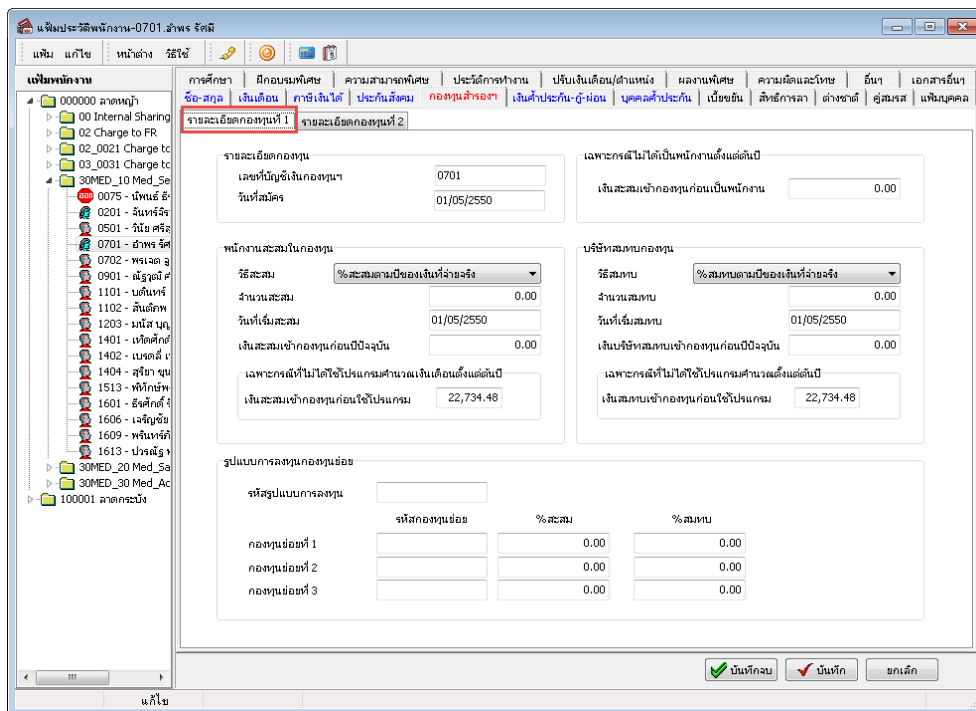 แฟ้มประวัติพนักงาน-0701.อำพร รัศมี
แฟ้ม แก้ไข หน้าต่าง วิธีใช้
แฟ้มพนักงาน
000000 ลาดหญ้า
00 Internal Sharing
02 Charge to FR
02_0021 Charge to
03_0031 Charge to
30MED_10 Med_Se
0075 - นิพนธ์
0201 - จันทร์จิรา
0501 - วินัย ศรีส
0701 - อำพร รัศ
0702 - พรเจต
0901 - ณัฐวุฒิ ศ
1101 - บดินทร์
1102 - สันติภพ
1203 - มนัส บุญ
1401 - เทิดศักดิ์
1402 - เบรดลี่
1404 - สุริยา ขุน
1513 - พิทักษ์พ
1601 - ธีรศักดิ์
1606 - เจริญชัย
1609 - พรินทร์ภั
1613 - ปวรณัฐ
30MED_20 Med_Sa
30MED_30 Med_Ac
100001 ลาดกระบัง
การศึกษา ฝึกอบรมพิเศษ ความสามารถพิเศษ ประวัติการทำงาน ปรับเงินเดือน/ตำแหน่ง ผลงานพิเศษ ความผิดและโทษ อื่นๆ เอกสารอื่นๆ
ชื่อ-สกุล เงินเดือน ภาษีเงินได้ ประกันสังคม กองทุนสำรองฯ เงินค้ำประกัน-กู้-ผ่อน บุคคลค้ำประกัน เบี้ยขยัน สิทธิการลา ต่างชาติ คู่สมรส แฟ้มบุคคล
รายละเอียดกองทุนที่ 1 รายละเอียดกองทุนที่ 2
รายละเอียดกองทุน
เลขที่บัญชีเงินกองทุนฯ 0701
วันที่สมัคร 01/05/2550
เฉพาะกรณีไม่ได้เป็นพนักงานตั้งแต่ต้นปี
เงินสะสมเข้ากองทุนก่อนเป็นพนักงาน 0.00
พนักงานสะสมในกองทุน
วิธีสะสม %สะสมตามปีของเงินที่จ่ายจริง
จำนวนสะสม 0.00
วันที่เริ่มสะสม 01/05/2550
เงินสะสมเข้ากองทุนก่อนปีปัจจุบัน 0.00
เฉพาะกรณีที่ไม่ได้ใช้โปรแกรมคำนวณเงินเดือนตั้งแต่ต้นปี
เงินสะสมเข้ากองทุนก่อนใช้โปรแกรม 22,734.48
บริษัทสมทบกองทุน
วิธีสมทบ %สมทบตามปีของเงินที่จ่ายจริง
จำนวนสมทบ 0.00
วันที่เริ่มสมทบ 01/05/2550
เงินบริษัทสมทบเข้ากองทุนก่อนปีปัจจุบัน 0.00
เฉพาะกรณีที่ไม่ได้ใช้โปรแกรมคำนวณตั้งแต่ต้นปี
เงินสมทบเข้ากองทุนก่อนใช้โปรแกรม 22,734.48
รูปแบบการลงทุนกองทุนย่อย
รหัสรูปแบบการลงทุน
รหัสกองทุนย่อย %สะสม %สมทบ
กองทุนย่อยที่ 1 0.00 0.00
กองทุนย่อยที่ 2 0.00 0.00
กองทุนย่อยที่ 3 0.00 0.00
บันทึกจบ บันทึก ยกเลิก
แก้ไข